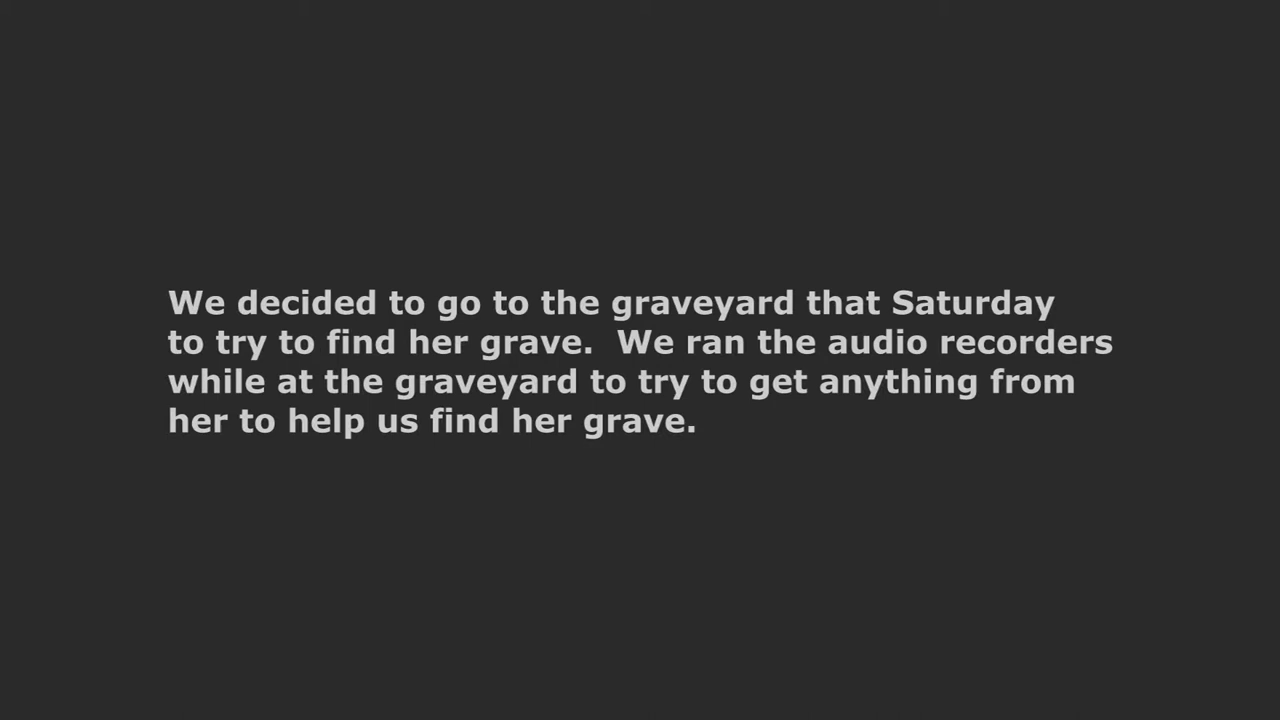 We decided to go to the graveyard that Saturday
to try to find her grave.  We ran the audio recorders
while at the graveyard to try to get anything from
her to help us find her grave.